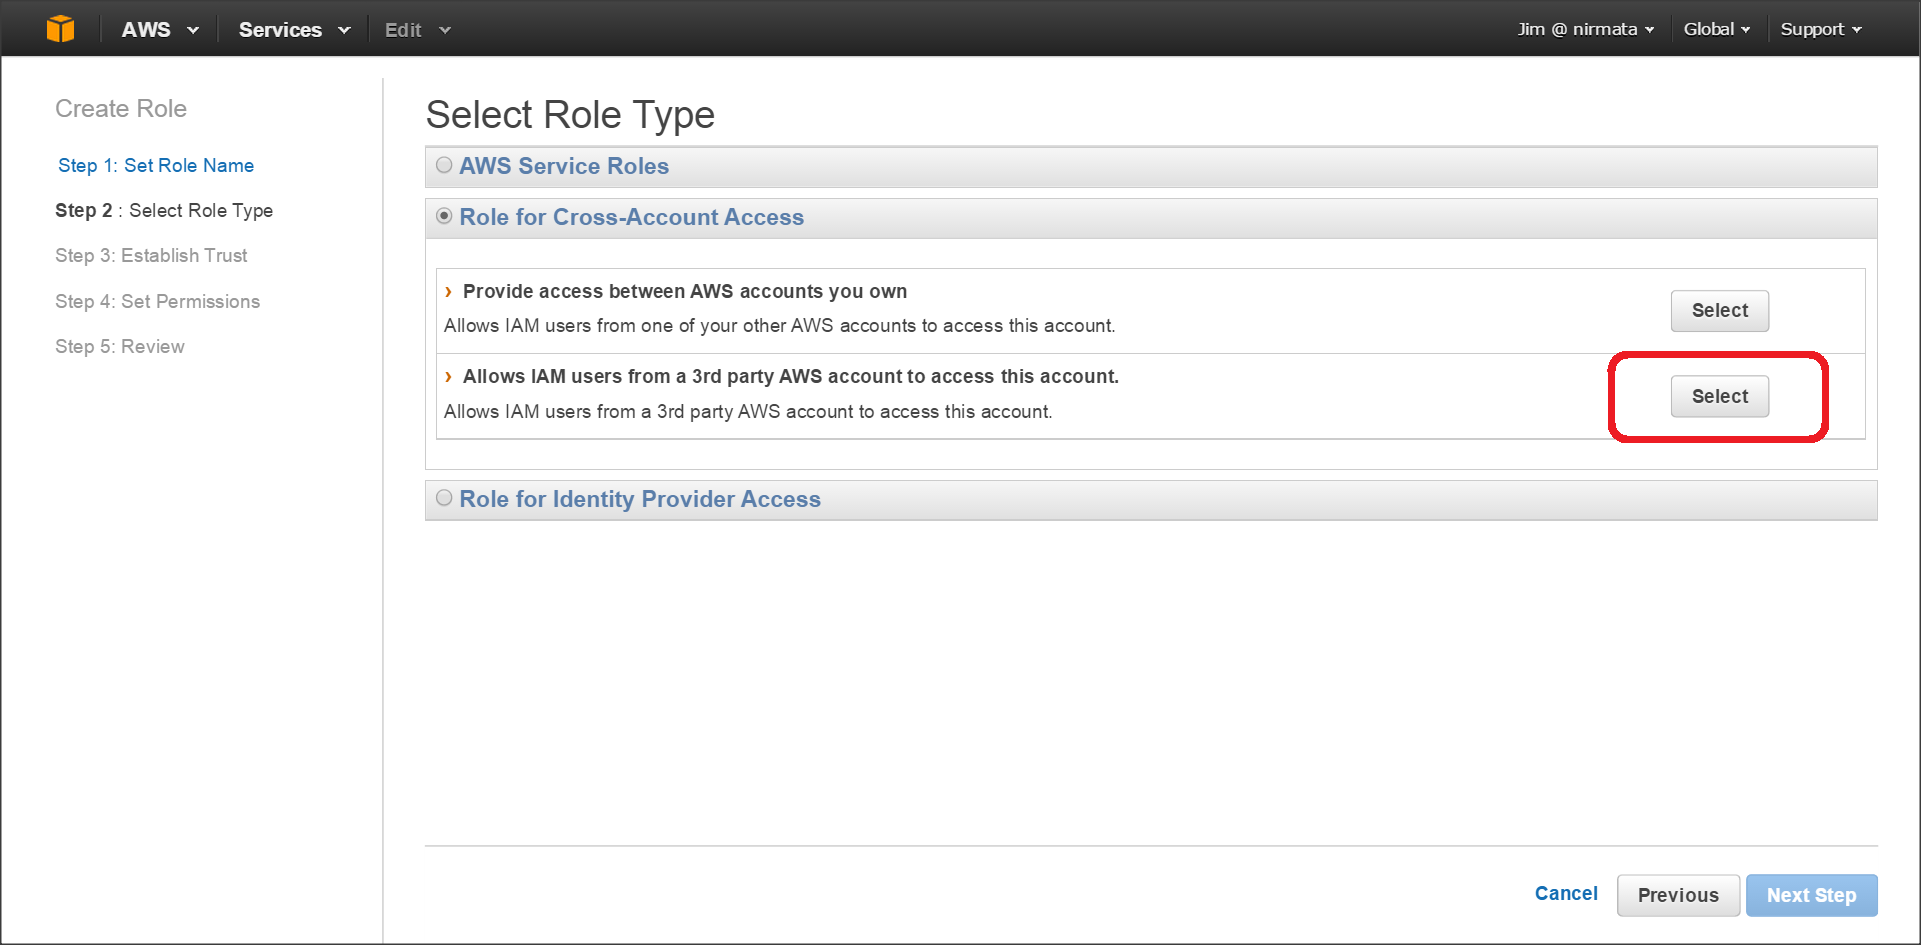 AWS Services Edit Jim @ nirmata Global Support
Create Role
Step 1: Set Role Name
Step 2 : Select Role Type
Step 3: Establish Trust
Step 4: Set Permissions
Step 5: Review
Select Role Type
AWS Service Roles
Role for Cross-Account Access
Provide access between AWS accounts you own
Allows IAM users from one of your other AWS accounts to access this account.
Select
Allows IAM users from a 3rd party AWS account to access this account.
Allows IAM users from a 3rd party AWS account to access this account.
Select
Role for Identity Provider Access
Cancel Previous Next Step